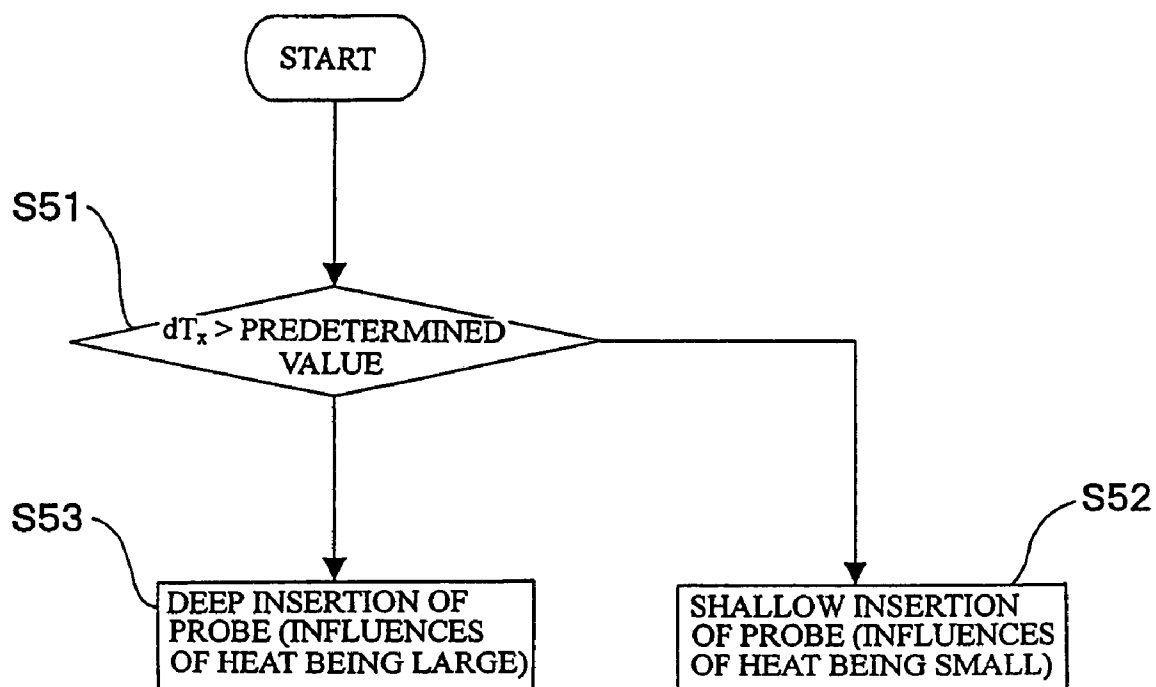 START
S51
dTx > PREDETERMINED
VALUE
S53
S52
DEEP INSERTION OF
PROBE (INFLUENCES
OF HEAT BEING LARGE)
SHALLOW INSERTION
OF PROBE (INFLUENCES
OF HEAT BEING SMALL)